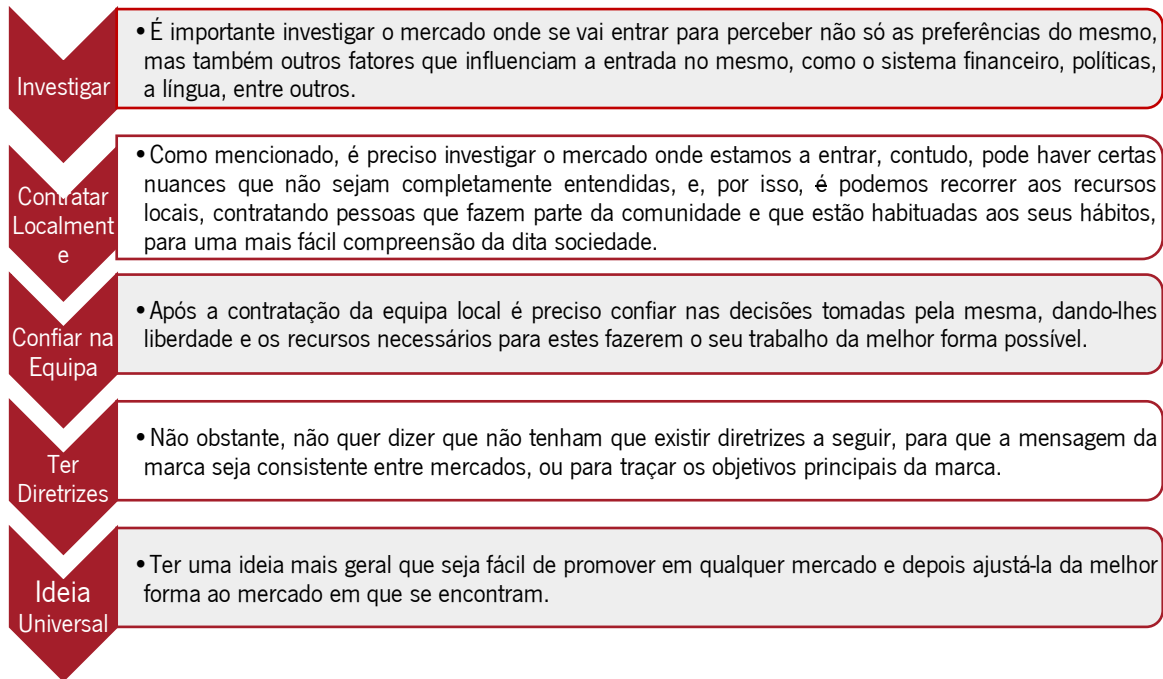 Investigar
• É importante investigar o mercado onde se vai entrar para perceber não só as preferências do mesmo,
mas também outros fatores que influenciam a entrada no mesmo, como o sistema financeiro, políticas,
a língua, entre outros.
Contratar
Localment
e
• Como mencionado, é preciso investigar o mercado onde estamos a entrar, contudo, pode haver certas
nuances que não sejam completamente entendidas, e, por isso, é podemos recorrer aos recursos
locais, contratando pessoas que fazem parte da comunidade e que estão habituadas aos seus hábitos,
para uma mais fácil compreensão da dita sociedade.
Confiar na
Equipa
• Após a contratação da equipa local é preciso confiar nas decisões tomadas pela mesma, dando-lhes
liberdade e os recursos necessários para estes fazerem o seu trabalho da melhor forma possível.
Ter
Diretrizes
• Não obstante, não quer dizer que não tenham que existir diretrizes a seguir, para que a mensagem da
marca seja consistente entre mercados, ou para traçar os objetivos principais da marca.
Ideia
Universal
• Ter uma ideia mais geral que seja fácil de promover em qualquer mercado e depois ajustá-la da melhor
forma ao mercado em que se encontram.